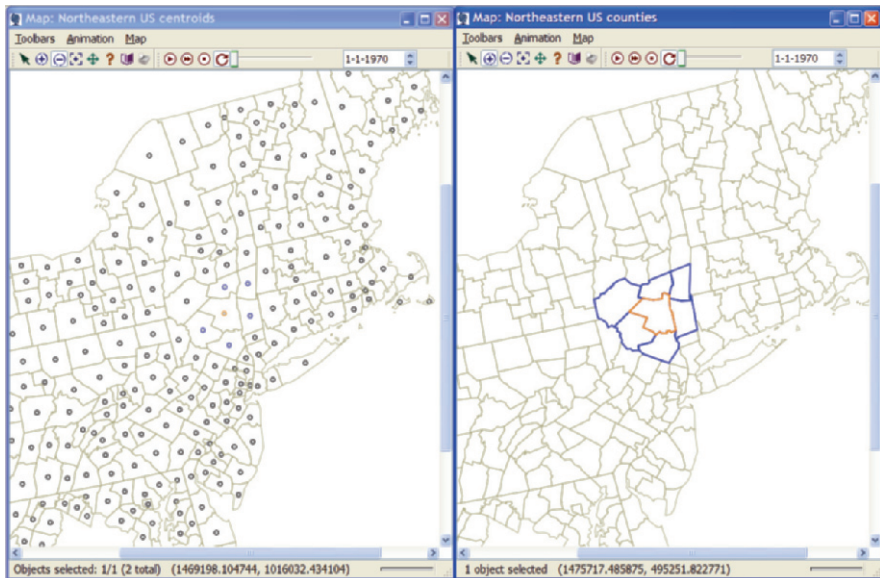 Map: Northeastern US centroids
Toolbars Animation Map
1-1-1970
Objects selected: 1/1 (2 total) (1469198.104744, 1016032.434104)
Map: Northeastern US counties
Toolbars Animation Map
1-1-1970
1 object selected (1475717.485875, 495251.822771)